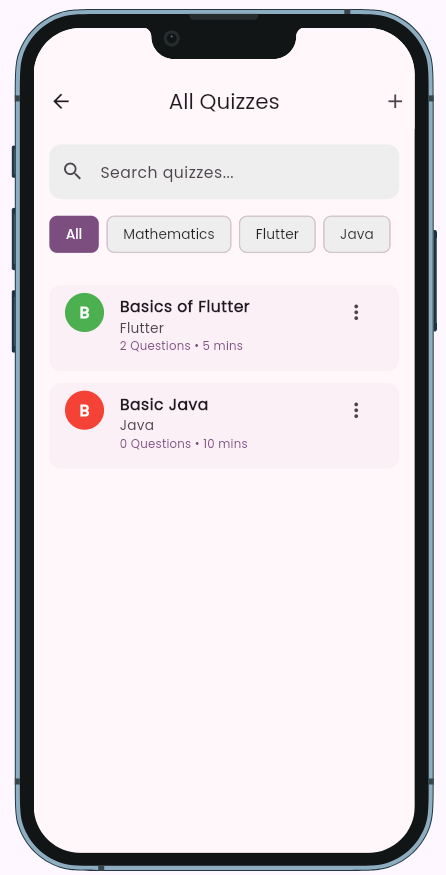 All Quizzes
Search quizzes...
All Mathematics Flutter Java
B Basics of Flutter
Flutter
2 Questions • 5 mins
B Basic Java
Java
0 Questions • 10 mins